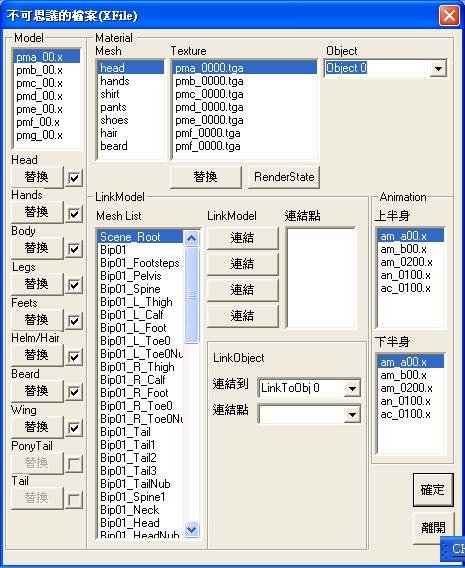 不可思議的檔案(XFile)
Model
pma_00.x
pmb_00.x
pmc_00.x
pmd_00.x
pme_00.x
pmf_00.x
pmg_00.x
Head
替換
Hands
替換
Body
替換
Legs
替換
Feets
替換
Helm/Hair
替換
Beard
替換
Wing
替換
PonyTail
替換
Tail
替換
Material
Mesh
head
hands
shirt
pants
shoes
hair
beard
Texture
pma_0000.tga
pmb_0000.tga
pmc_0000.tga
pmd_0000.tga
pme_0000.tga
pmf_0000.tga
pmf_0000.tga
Object
Object 0
替換
RenderState
LinkModel
Mesh List
Scene_Root
Bip01
Bip01_Footsteps
Bip01_Pelvis
Bip01_Spine
Bip01_L_Thigh
Bip01_L_Calf
Bip01_L_Foot
Bip01_L_Toe0
Bip01_L_Toe0Nu
Bip01_R_Thigh
Bip01_R_Calf
Bip01_R_Foot
Bip01_R_Toe0
Bip01_R_Toe0Nu
Bip01_Tail
Bip01_Tail1
Bip01_Tail2
Bip01_Tail3
Bip01_TailNub
Bip01_Spine1
Bip01_Neck
Bip01_Head
Bip01_HeadNub
LinkModel
連結
連結
連結
連結
連結點
LinkObject
連結到
LinkToObj 0
連結點
Animation
上半身
am_a00.x
am_b00.x
am_0200.x
an_0100.x
ac_0100.x
下半身
am_a00.x
am_b00.x
am_0200.x
an_0100.x
ac_0100.x
確定
離開